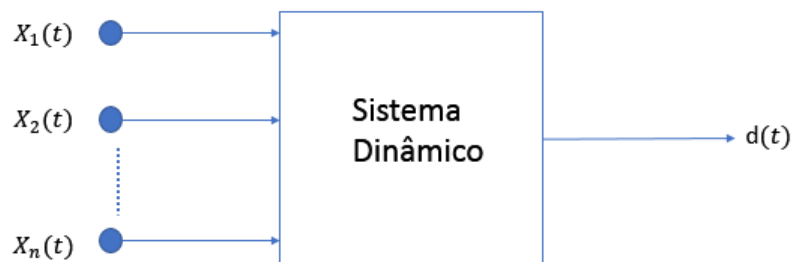 X₁(t)
X₂(t)
Xₙ(t)
Sistema
Dinâmico
d(t)